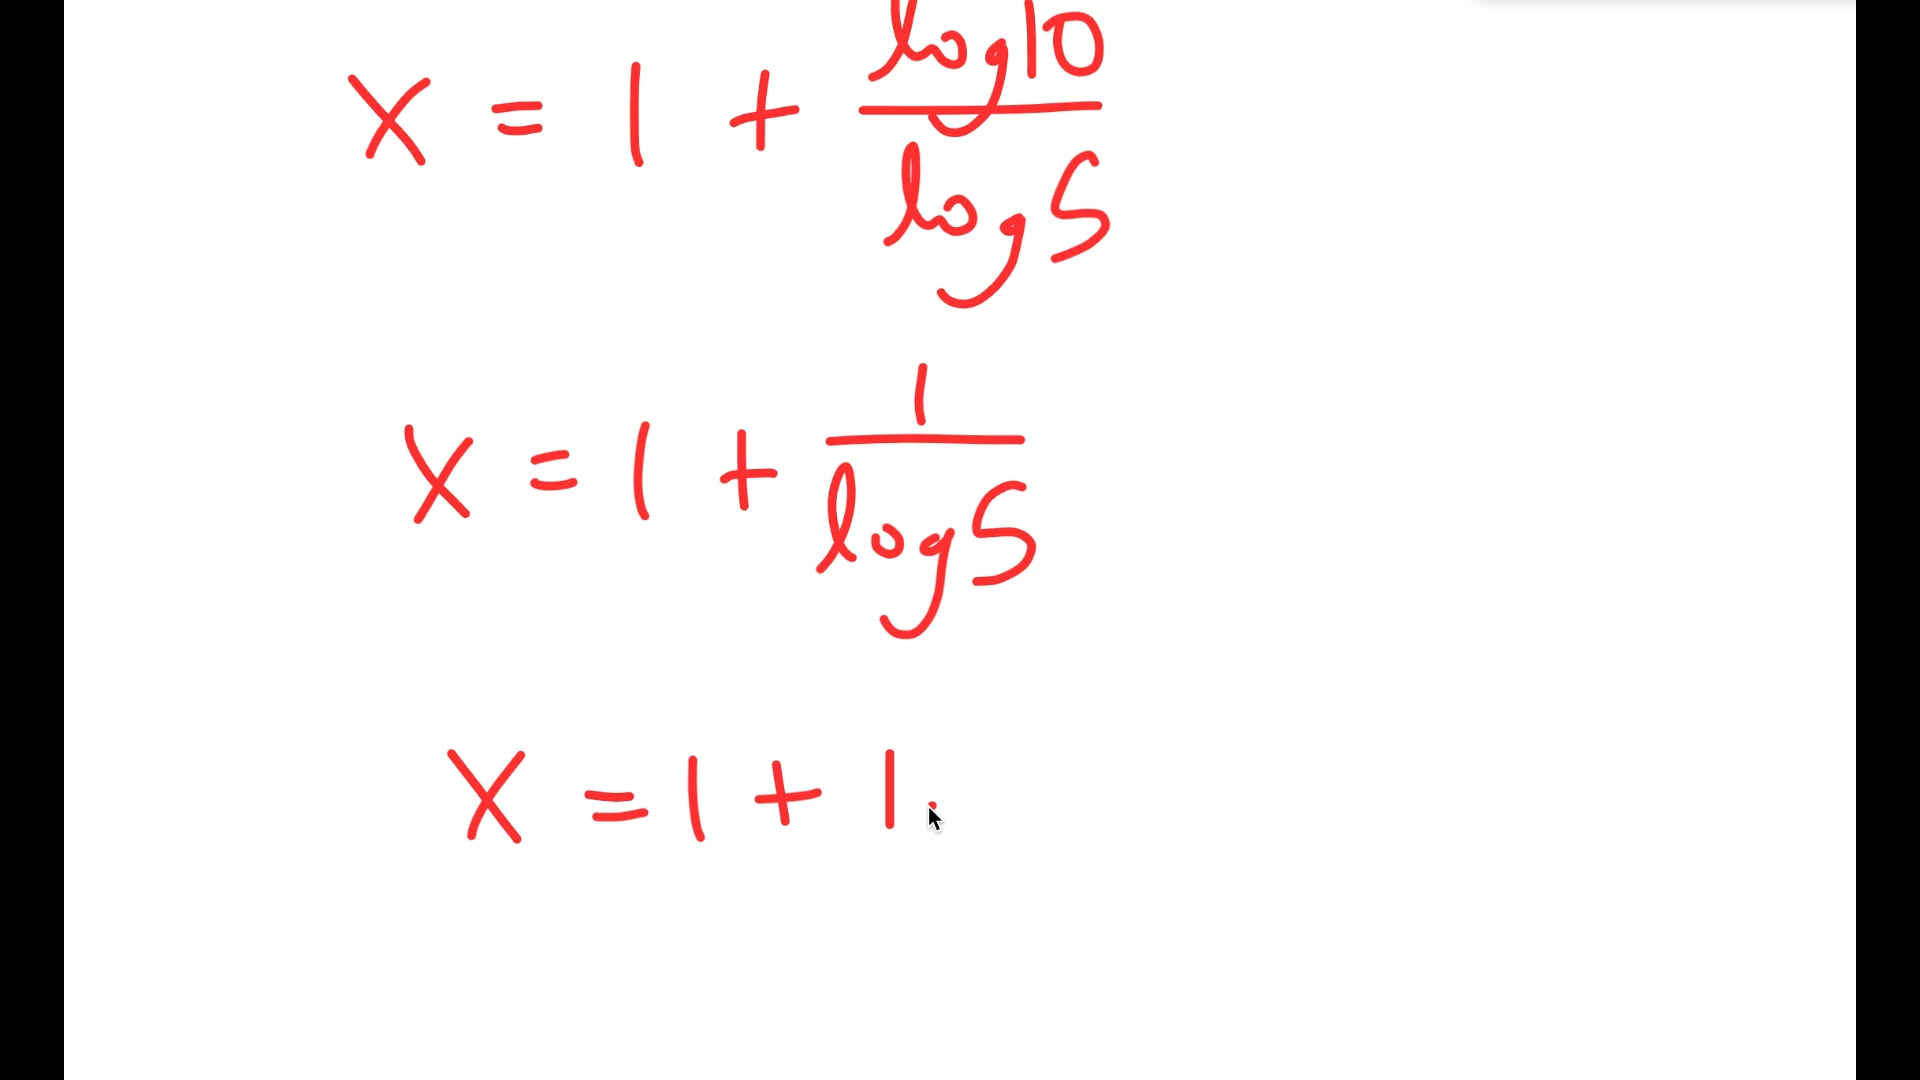 x = 1 + log10/log5
x = 1 + 1/log5
x = 1 + 1.